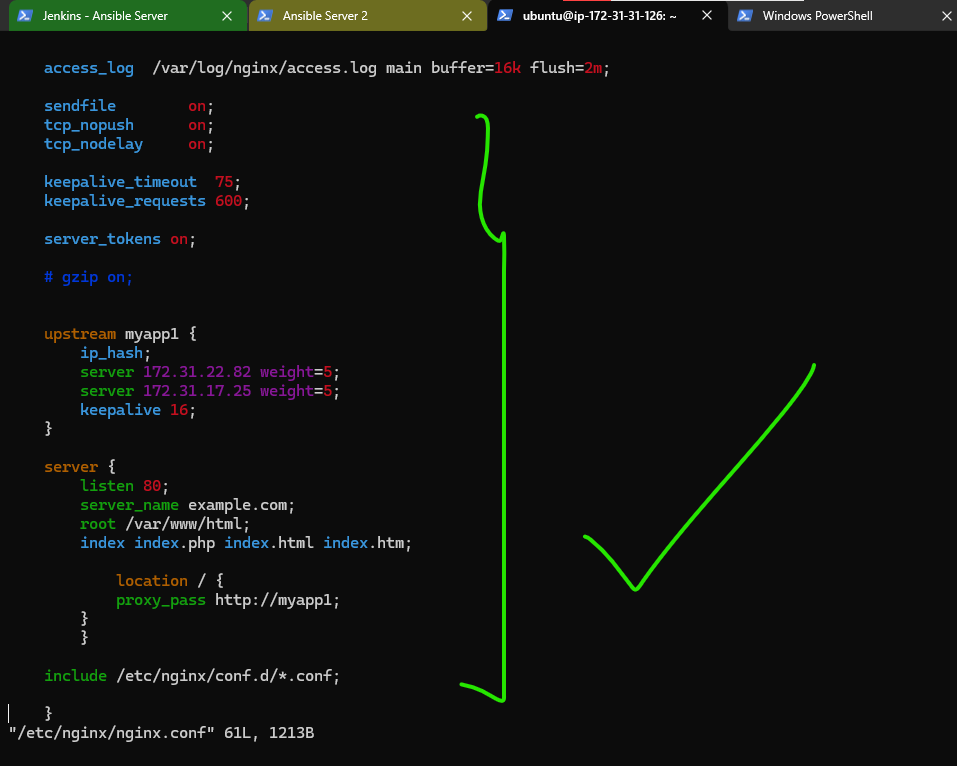 Jenkins - Ansible Server
Ansible Server 2
ubuntu@ip-172-31-31-126: ~
Windows PowerShell
access_log  /var/log/nginx/access.log main buffer=16k flush=2m;
sendfile        on;
tcp_nopush      on;
tcp_nodelay     on;
keepalive_timeout  75;
keepalive_requests 600;
server_tokens on;
# gzip on;
upstream myapp1 {
ip_hash;
server 172.31.22.82 weight=5;
server 172.31.17.25 weight=5;
keepalive 16;
}
server {
listen 80;
server_name example.com;
root /var/www/html;
index index.php index.html index.htm;
location / {
proxy_pass http://myapp1;
}
}
include /etc/nginx/conf.d/*.conf;
}
"/etc/nginx/nginx.conf" 61L, 1213B